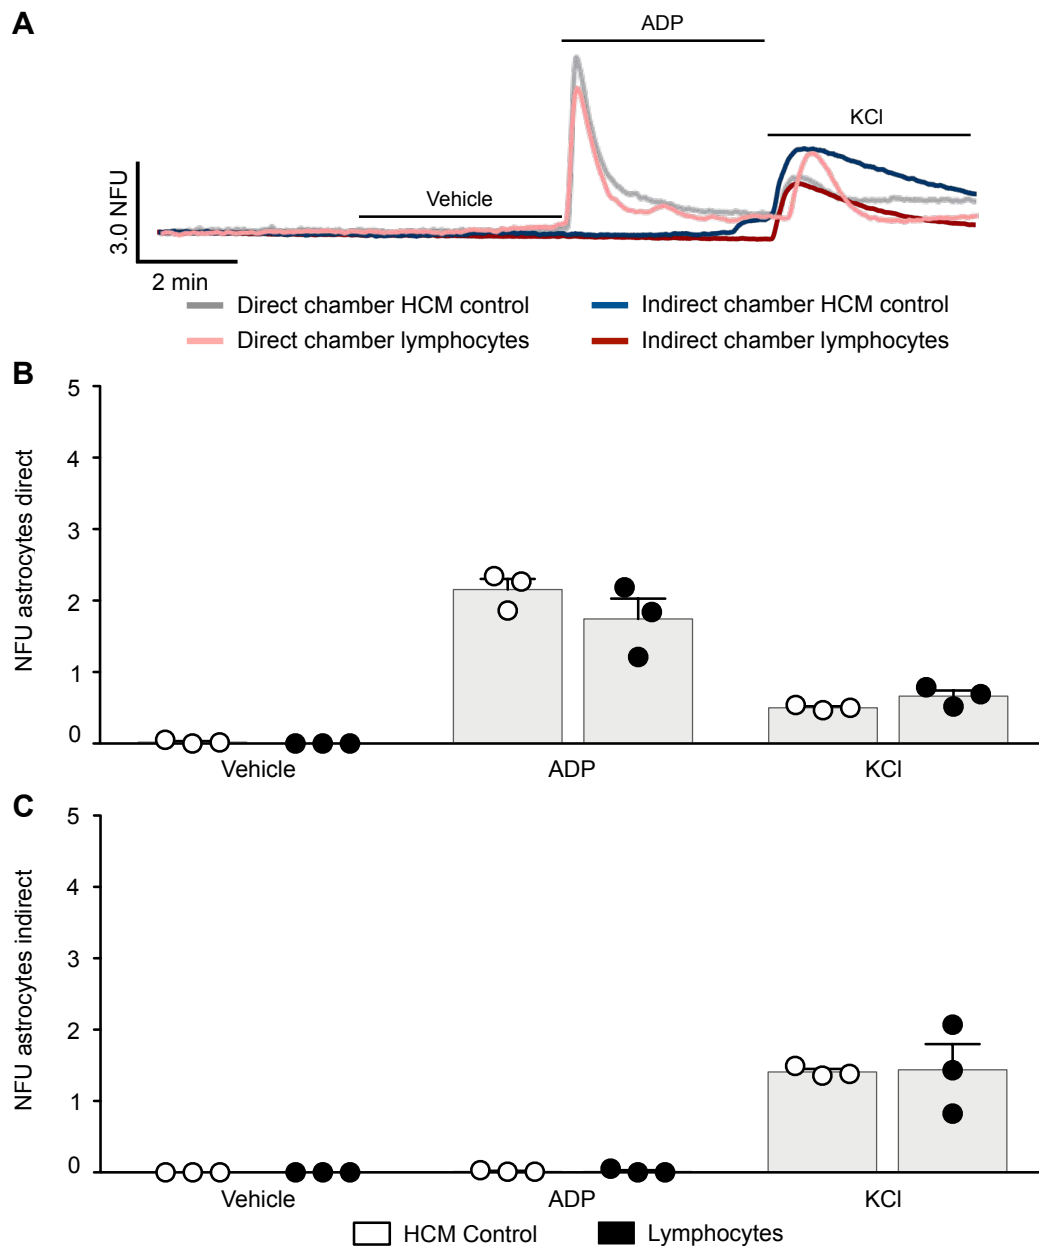 A
ADP
KCl
Vehicle
3.0 NFU
2 min
Direct chamber HCM control
Indirect chamber HCM control
Direct chamber lymphocytes
Indirect chamber lymphocytes
B
5
4
3
2
1
0
NFU astrocytes direct
Vehicle ADP KCl
C
5
4
3
2
1
0
NFU astrocytes indirect
Vehicle ADP KCl
HCM Control Lymphocytes